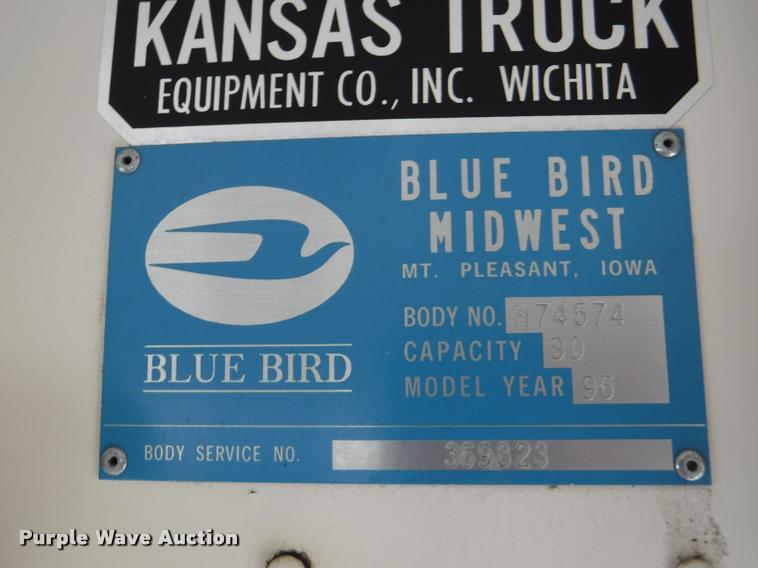 KANSAS TRUCK
EQUIPMENT CO., INC. WICHITA
BLUE BIRD
MIDWEST
MT. PLEASANT, IOWA
BODY NO. M74574
CAPACITY 30
MODEL YEAR 96
BLUE BIRD
BODY SERVICE NO. 369823
Purple Wave Auction